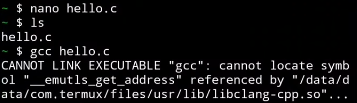 ~ $ nano hello.c
~ $ ls
hello.c
~ $ gcc hello.c
CANNOT LINK EXECUTABLE "gcc": cannot locate symb
ol "__emutls_get_address" referenced by "/data/d
ata/com.termux/files/usr/lib/libclang-cpp.so"...